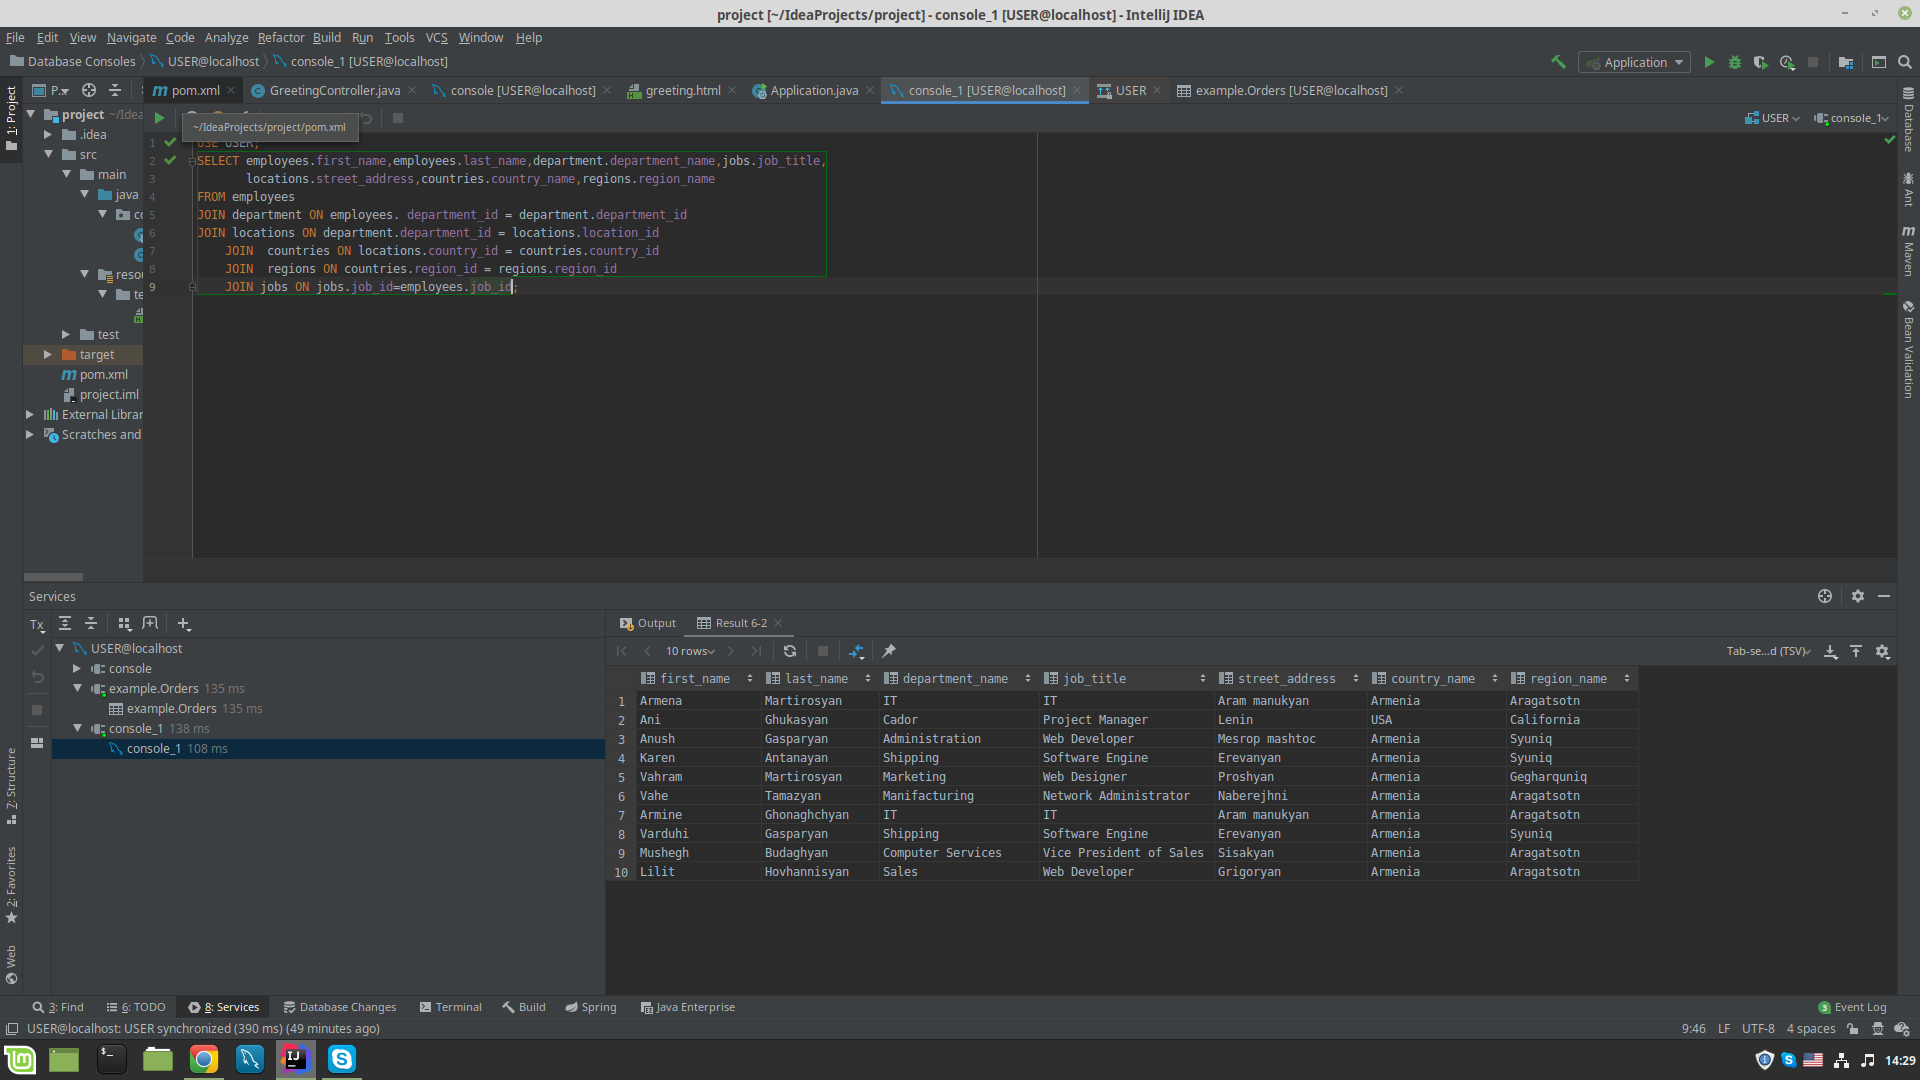 project [~/IdeaProjects/project] - console_1 [USER@localhost] - IntelliJ IDEA
File Edit View Navigate Code Analyze Refactor Build Run Tools VCS Window Help
Database Consoles USER@localhost console_1 [USER@localhost] Application
P.. pom.xml GreetingController.java console [USER@localhost] greeting.html Application.java console_1 [USER@localhost] USER example.Orders [USER@localhost]
1: Project
project ~/Idea
.idea
src
main
java
co
resou
te
test
target
pom.xml
project.iml
External Librar
Scratches and
~/IdeaProjects/project/pom.xml
USER console_1
1 USE USER;
2 SELECT employees.first_name,employees.last_name,department.department_name,jobs.job_title,
3 locations.street_address,countries.country_name,regions.region_name
4 FROM employees
5 JOIN department ON employees. department_id = department.department_id
6 JOIN locations ON department.department_id = locations.location_id
7 JOIN  countries ON locations.country_id = countries.country_id
8 JOIN  regions ON countries.region_id = regions.region_id
9 JOIN jobs ON jobs.job_id=employees.job_id;
Database
Ant
m Maven
Bean Validation
Services
Tx
USER@localhost
console
example.Orders 135 ms
example.Orders 135 ms
console_1 138 ms
console_1 108 ms
7: Structure
2: Favorites
Web
Output Result 6-2
10 rows Tab-se...d (TSV)
first_name last_name department_name job_title street_address country_name region_name
1 Armena Martirosyan IT IT Aram manukyan Armenia Aragatsotn
2 Ani Ghukasyan Cador Project Manager Lenin USA California
3 Anush Gasparyan Administration Web Developer Mesrop mashtoc Armenia Syuniq
4 Karen Antanayan Shipping Software Engine Erevanyan Armenia Syuniq
5 Vahram Martirosyan Marketing Web Designer Proshyan Armenia Gegharquniq
6 Vahe Tamazyan Manifacturing Network Administrator Naberejhni Armenia Aragatsotn
7 Armine Ghonaghchyan IT IT Aram manukyan Armenia Aragatsotn
8 Varduhi Gasparyan Shipping Software Engine Erevanyan Armenia Syuniq
9 Mushegh Budaghyan Computer Services Vice President of Sales Sisakyan Armenia Aragatsotn
10 Lilit Hovhannisyan Sales Web Developer Grigoryan Armenia Aragatsotn
3: Find 6: TODO 8: Services Database Changes Terminal Build Spring Java Enterprise 3 Event Log
USER@localhost: USER synchronized (390 ms) (49 minutes ago) 9:46 LF UTF-8 4 spaces
14:29